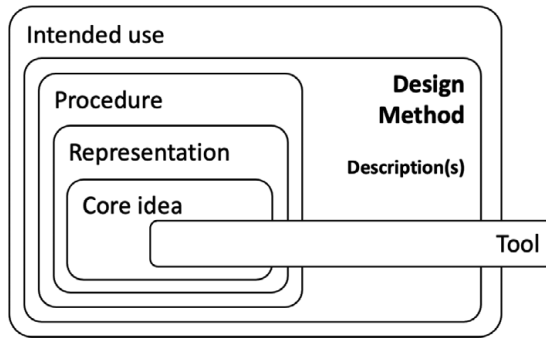 Intended use
Design
Method
Procedure
Representation
Description(s)
Core idea
Tool